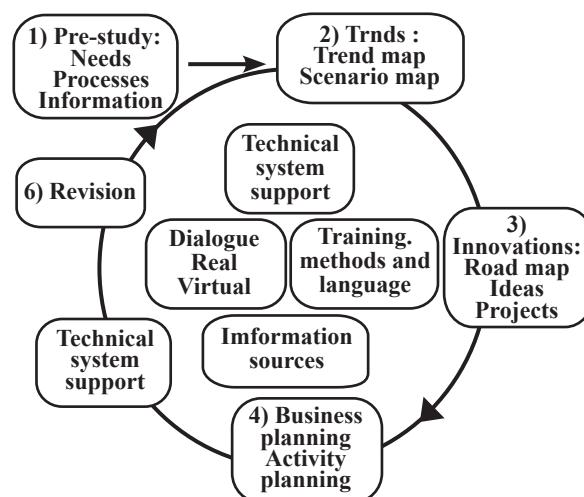 1) Pre-study:
Needs
Processes
Information
2) Trnds :
Trend map
Scenario map
Technical
system
support
6) Revision
Dialogue
Real
Virtual
Training.
methods and
language
3)
Innovations:
Road map
Ideas
Projects
Technical
system
support
Imformation
sources
4) Business
planning
Activity
planning